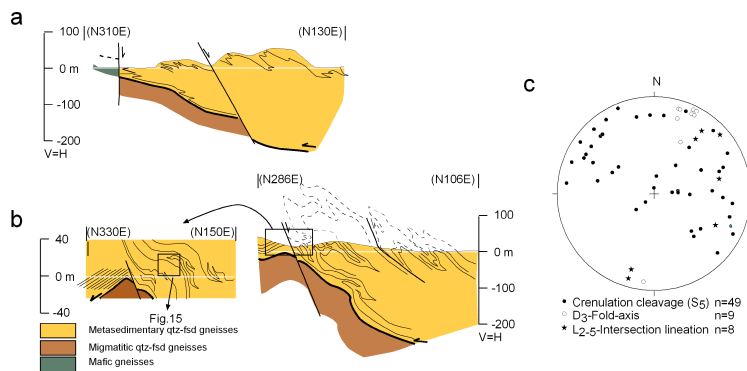 a
100
(N310E)
(N130E)
0 m
-100
-200
V=H
c
N
b
(N286E)
(N106E)
(N330E)
(N150E)
40
0 m
-40
100
0 m
-100
-200
V=H
Fig.15
Metasedimentary qtz-fsd gneisses
Migmatitic qtz-fsd gneisses
Mafic gneisses
Crenulation cleavage (S5) n=49
D3-Fold-axis n=9
L2-5-Intersection lineation n=8